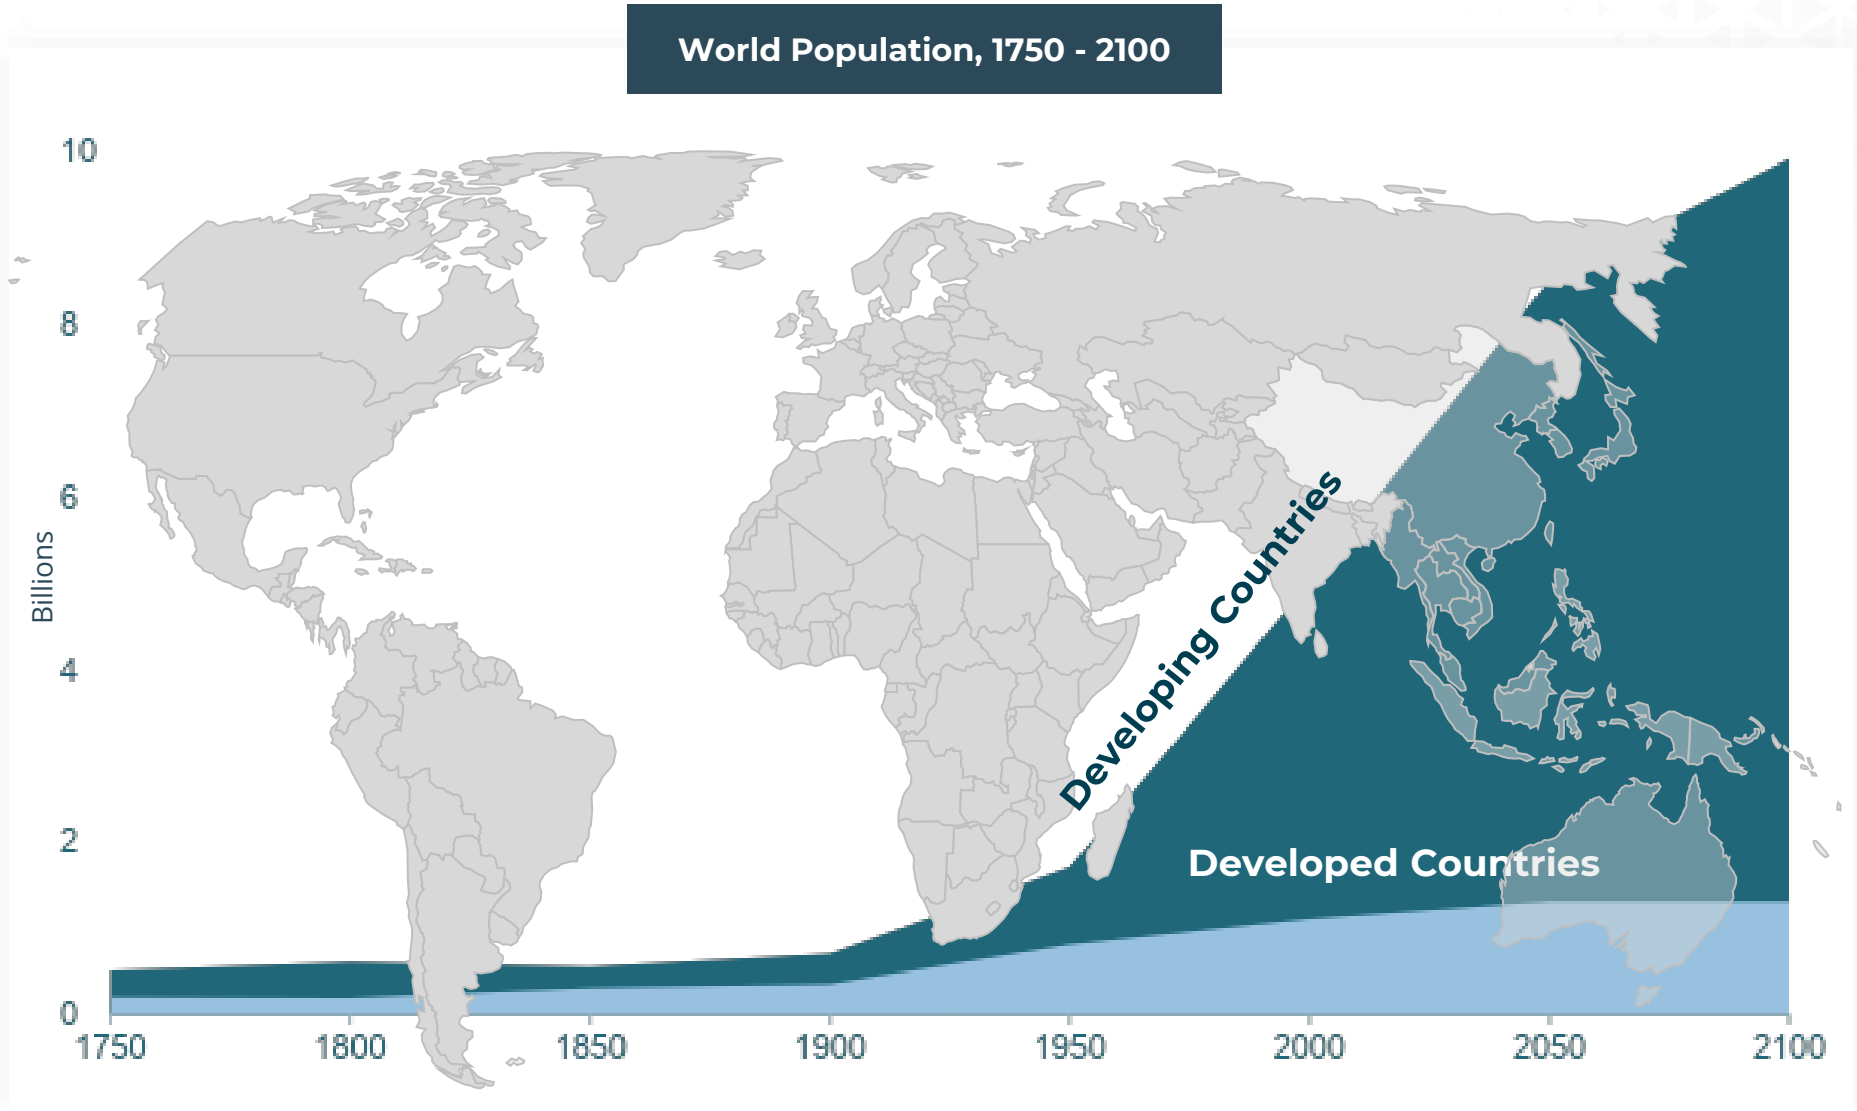 World Population, 1750 - 2100
10
8
6
4
2
0
Billions
Developing Countries
Developed Countries
1750 1800 1850 1900 1950 2000 2050 2100